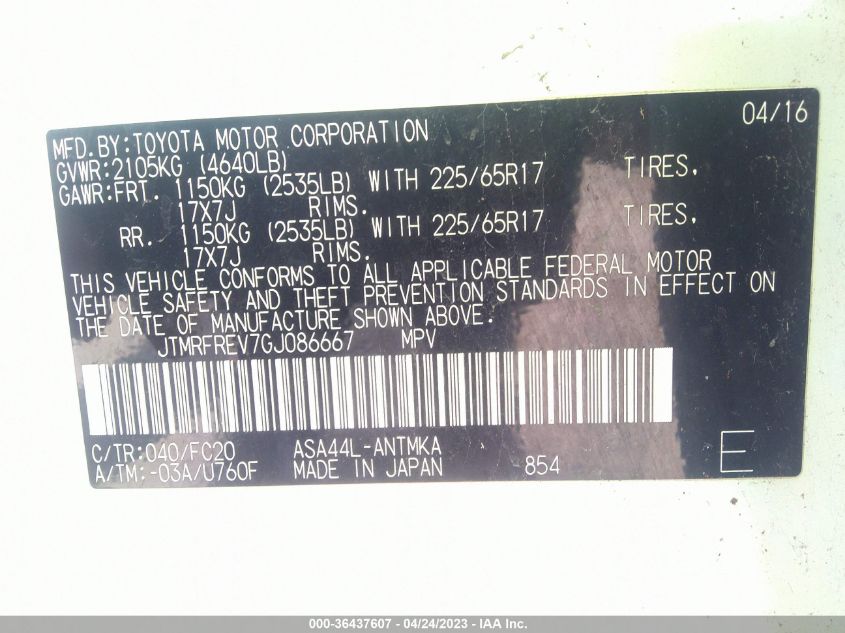 04/16
MFD.BY:TOYOTA MOTOR CORPORATION
GVWR:2105KG (4640LB)
GAWR:FRT. 1150KG (2535LB) WITH 225/65R17 TIRES,
17X7J RIMS.
RR. 1150KG (2535LB) WITH 225/65R17 TIRES,
17X7J RIMS.
THIS VEHICLE CONFORMS TO ALL APPLICABLE FEDERAL MOTOR
VEHICLE SAFETY AND THEFT PREVENTION STANDARDS IN EFFECT ON
THE DATE OF MANUFACTURE SHOWN ABOVE.
JTMRFREV7GJ086667 MPV
C/TR:040/FC20 ASA44L-ANTMKA
A/TM:-03A/U760F MADE IN JAPAN 854 E
000-36437607 - 04/24/2023 - IAA Inc.